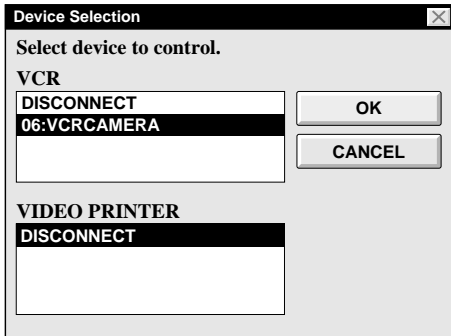 Device Selection
Select device to control.
VCR
DISCONNECT
06:VCRCAMERA
OK
CANCEL
VIDEO PRINTER
DISCONNECT